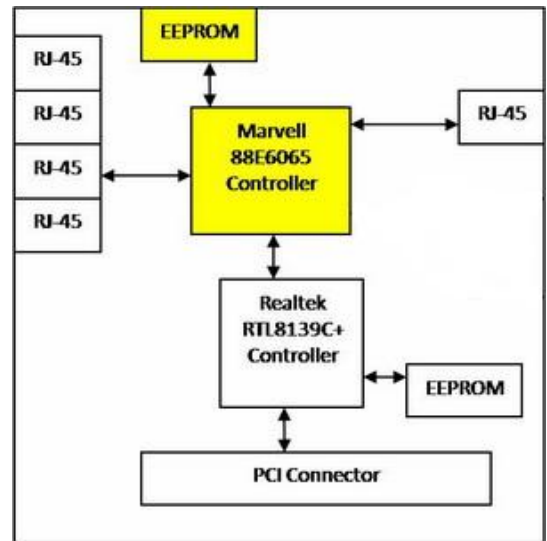 EEPROM
RJ-45
RJ-45
RJ-45
RJ-45
Marvell
88E6065
Controller
RJ-45
Realtek
RTL8139C+
Controller
EEPROM
PCI Connector